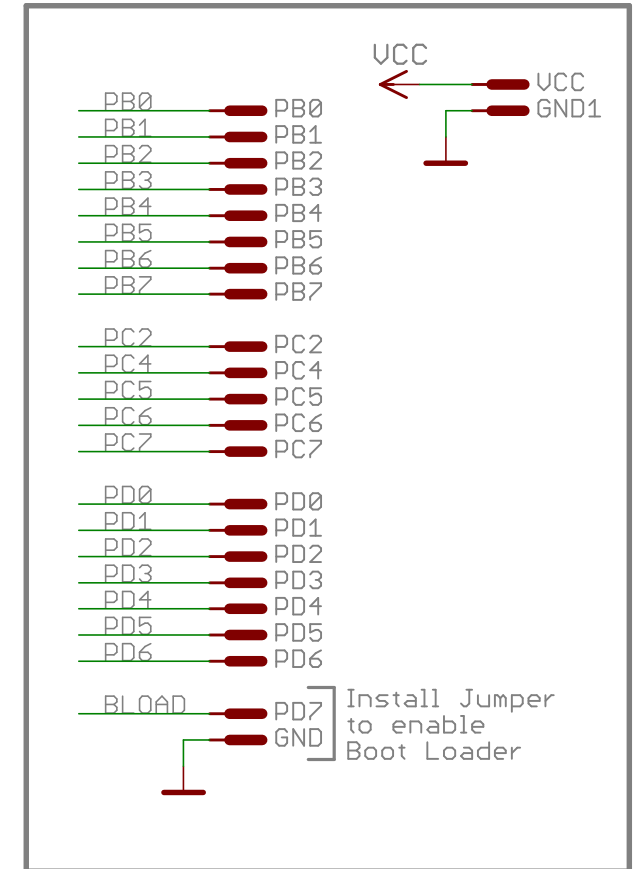 VCC
VCC
GND1
PB0 PB0
PB1 PB1
PB2 PB2
PB3 PB3
PB4 PB4
PB5 PB5
PB6 PB6
PB7 PB7
PC2 PC2
PC4 PC4
PC5 PC5
PC6 PC6
PC7 PC7
PD0 PD0
PD1 PD1
PD2 PD2
PD3 PD3
PD4 PD4
PD5 PD5
PD6 PD6
BLOAD PD7
GND
Install Jumper
to enable
Boot Loader